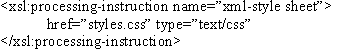 <xsl:processing-instruction name="xml-style sheet">
href="styles.css" type="text/css"
</xsl:processing-instruction>